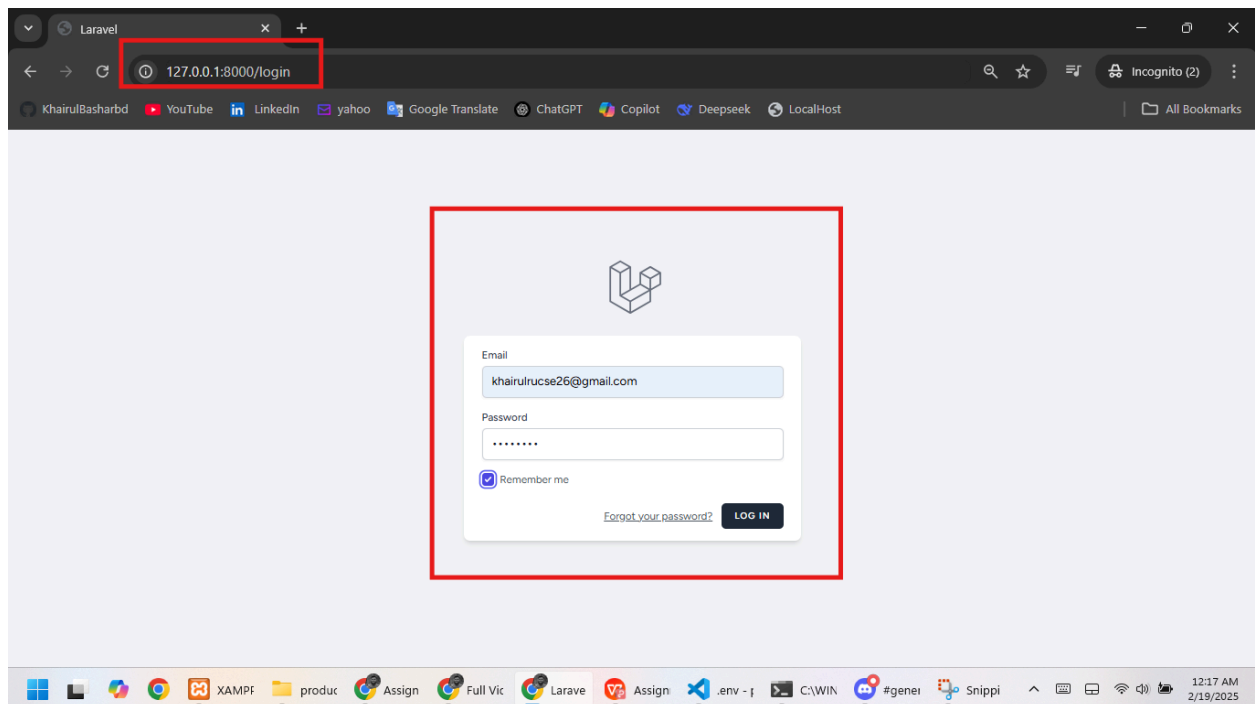 Laravel
127.0.0.1:8000/login
Incognito (2)
KhairulBasharbd YouTube LinkedIn yahoo Google Translate ChatGPT Copilot Deepseek LocalHost All Bookmarks
Email
khairulrucse26@gmail.com
Password
••••••••
Remember me
Forgot your password? LOG IN
XAMPF produc Assign Full Vic Larave Assign .env - p C:\WIN #gener Snippi 12:17 AM
2/19/2025